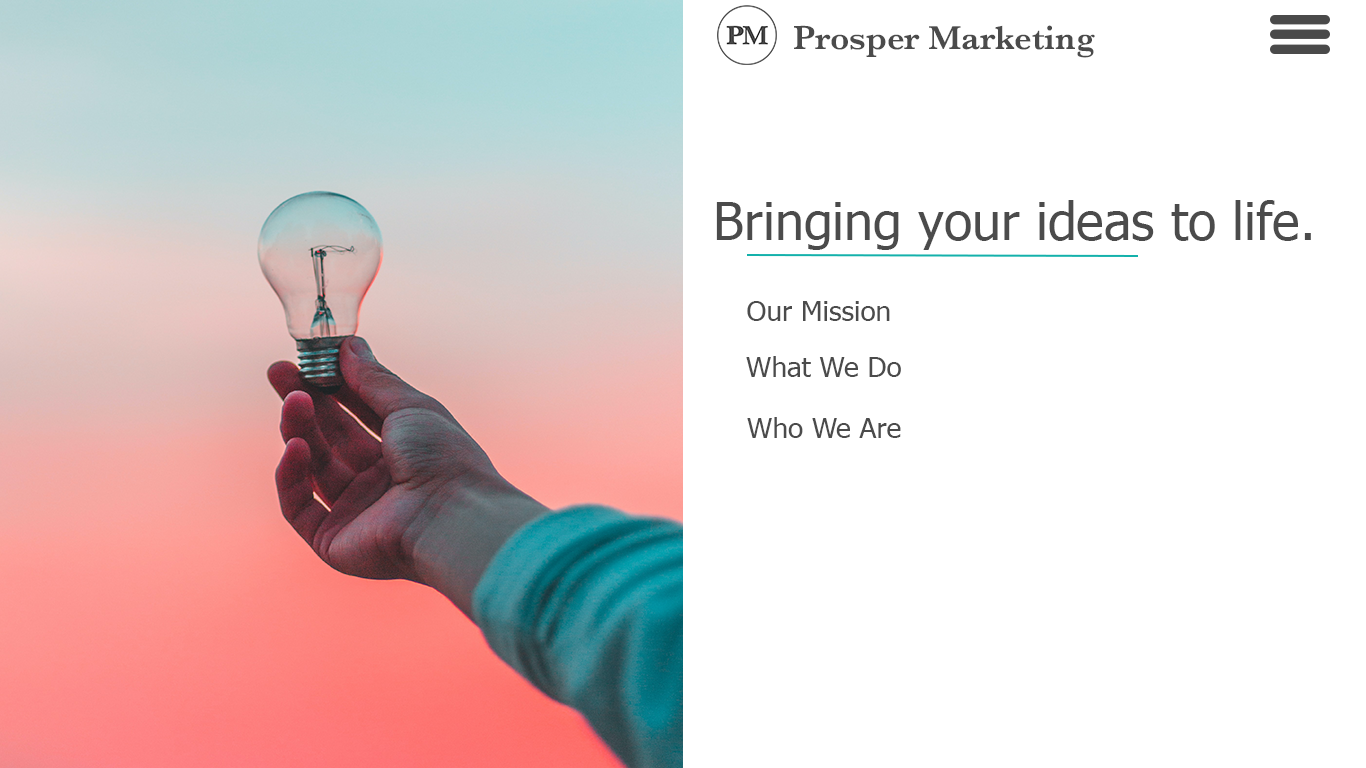 PM Prosper Marketing
Bringing your ideas to life.
Our Mission
What We Do
Who We Are